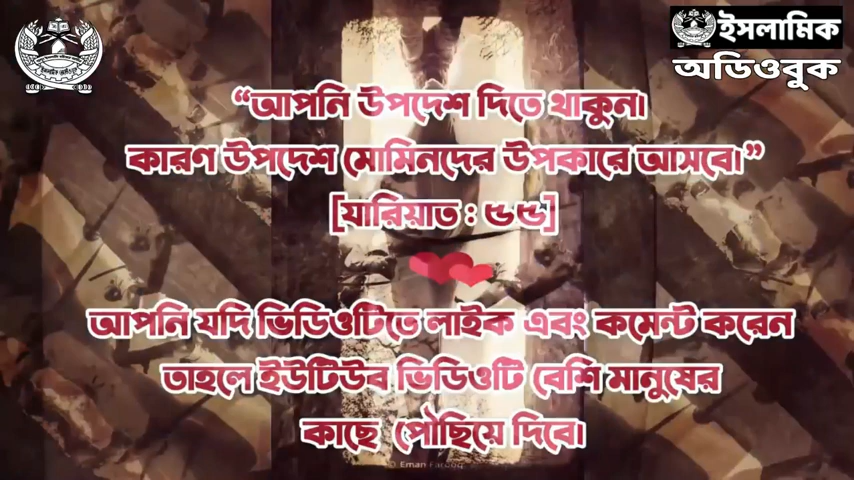 ইসলামিক
অডিওবুক
“আপনি উপদেশ দিতে থাকুন।
কারণ উপদেশ মোমিনদের উপকারে আসবে।”
[যারিয়াত : ৫৫]
আপনি যদি ভিডিওটিতে লাইক এবং কমেন্ট করেন
তাহলে ইউটিউব ভিডিওটি বেশি মানুষের
কাছে পৌছিয়ে দিবে।
© Eman Farooq